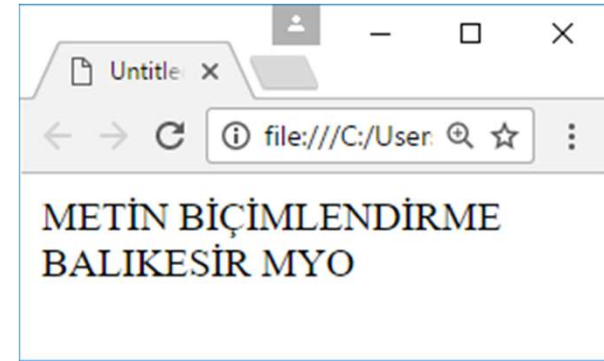 Untitle
file:///C:/User
METİN BİÇİMLENDİRME
BALIKESİR MYO